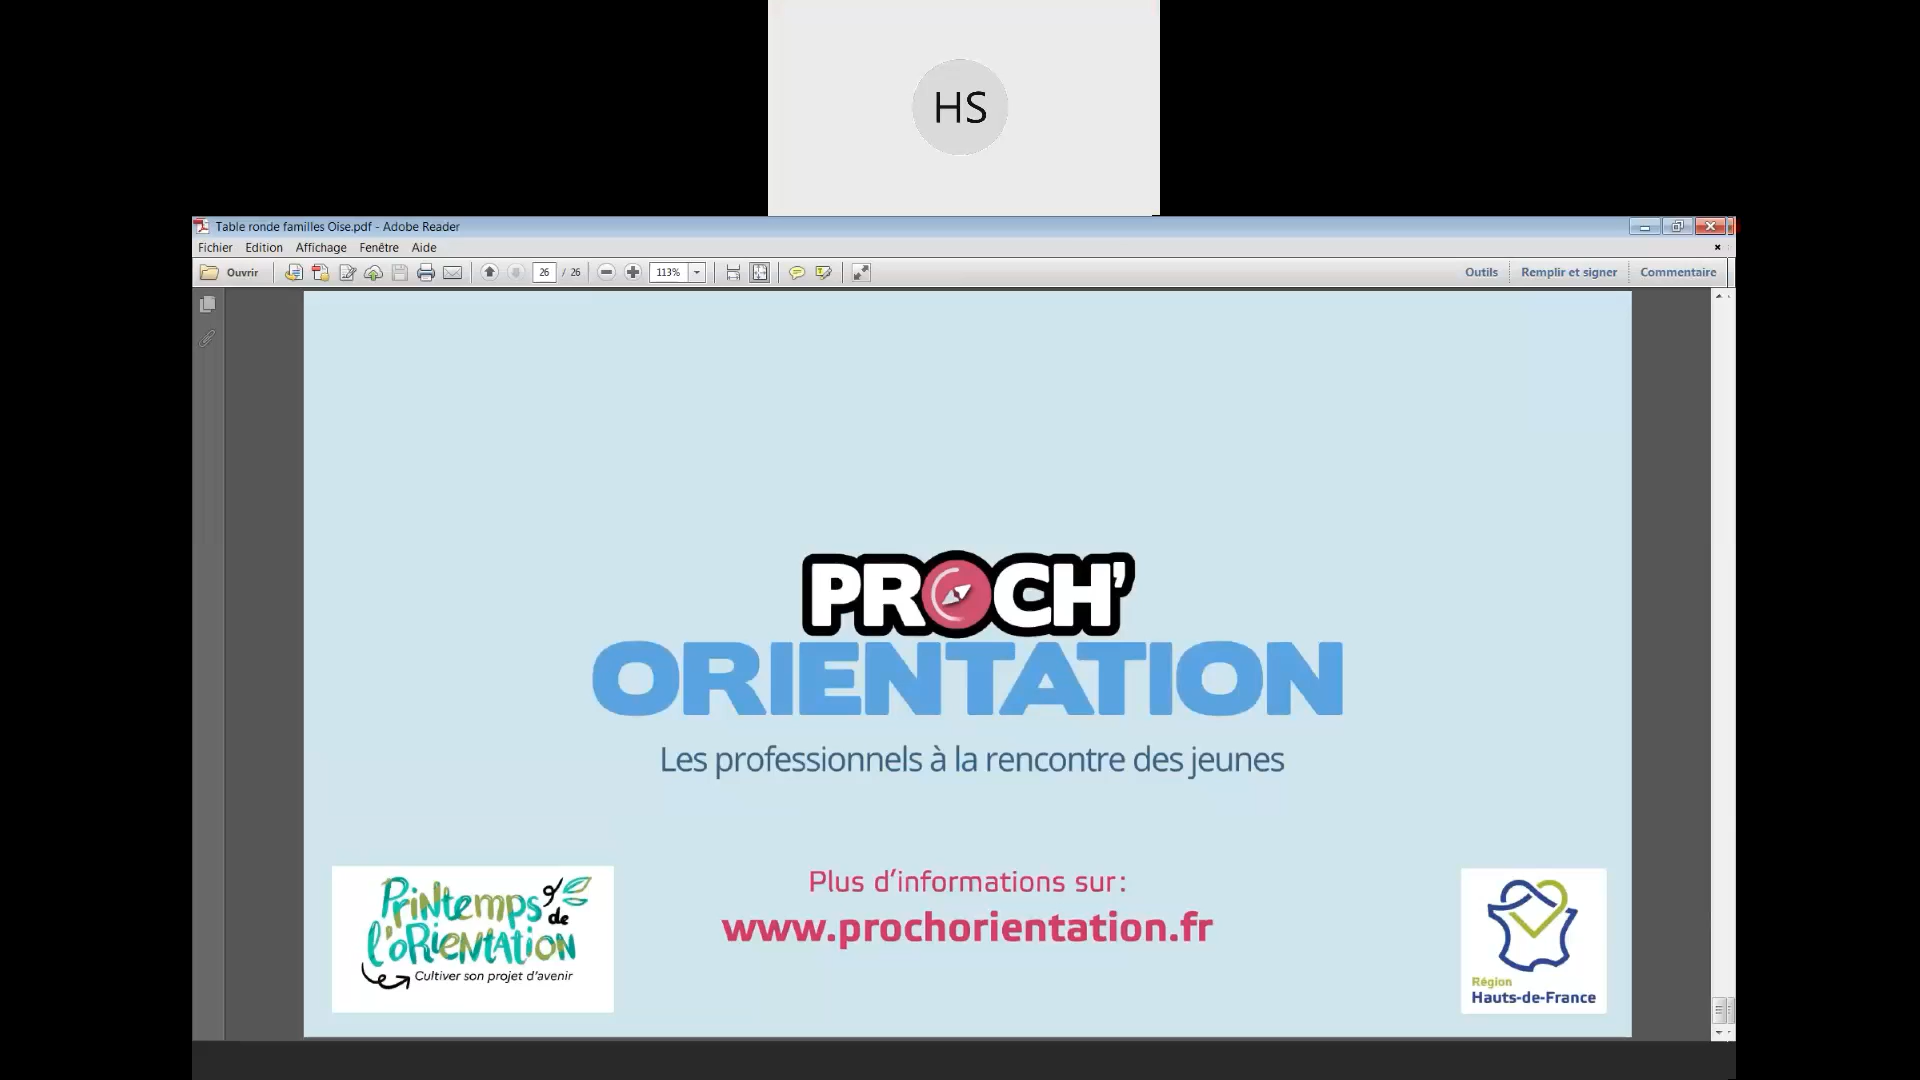 HS
Table ronde familles Oise.pdf - Adobe Reader
Fichier Edition Affichage Fenêtre Aide
Ouvrir 26 / 26 113% Outils Remplir et signer Commentaire
PROCH'
ORIENTATION
Les professionnels à la rencontre des jeunes
Plus d'informations sur:
www.prochorientation.fr
Printemps de
l'orientation
Cultiver son projet d'avenir
Région
Hauts-de-France